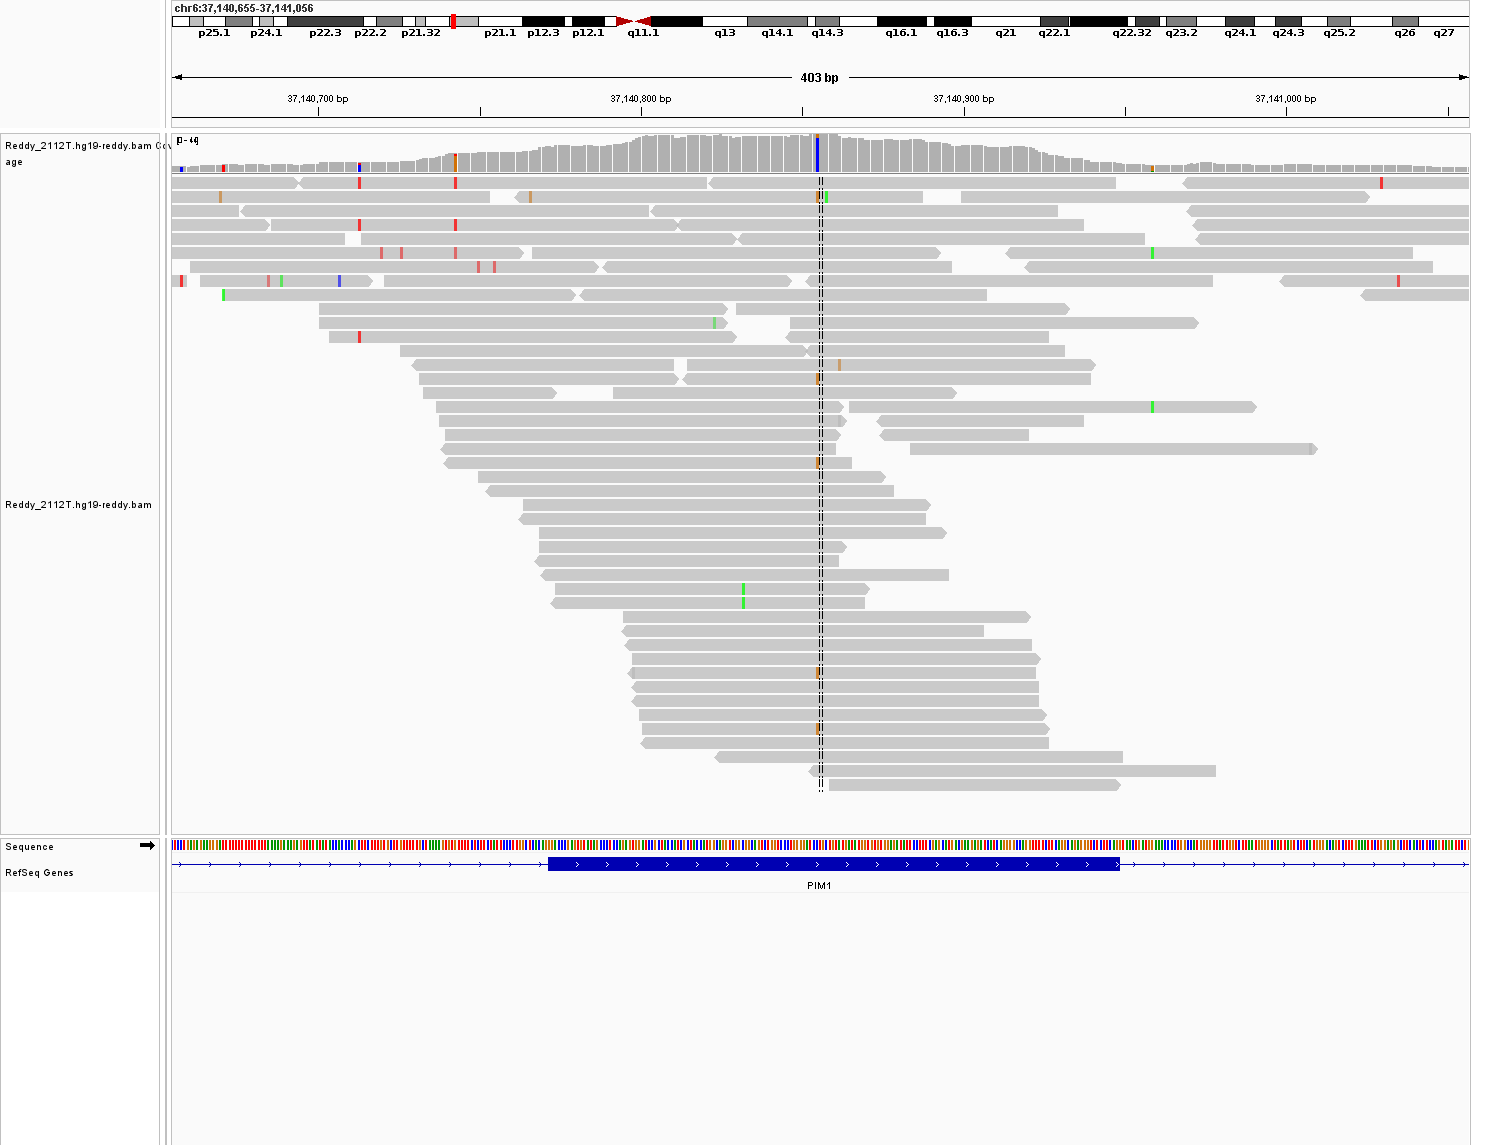 chr6:37,140,655-37,141,056
p25.1 p24.1 p22.3 p22.2 p21.32 p21.1 p12.3 p12.1 q11.1 q13 q14.1 q14.3 q16.1 q16.3 q21 q22.1 q22.32 q23.2 q24.1 q24.3 q25.2 q26 q27
403 bp
37,140,700 bp 37,140,800 bp 37,140,900 bp 37,141,000 bp
[0 - 44]
Reddy_2112T.hg19-reddy.bam Cov
age
Reddy_2112T.hg19-reddy.bam
Sequence
RefSeq Genes
PIM1